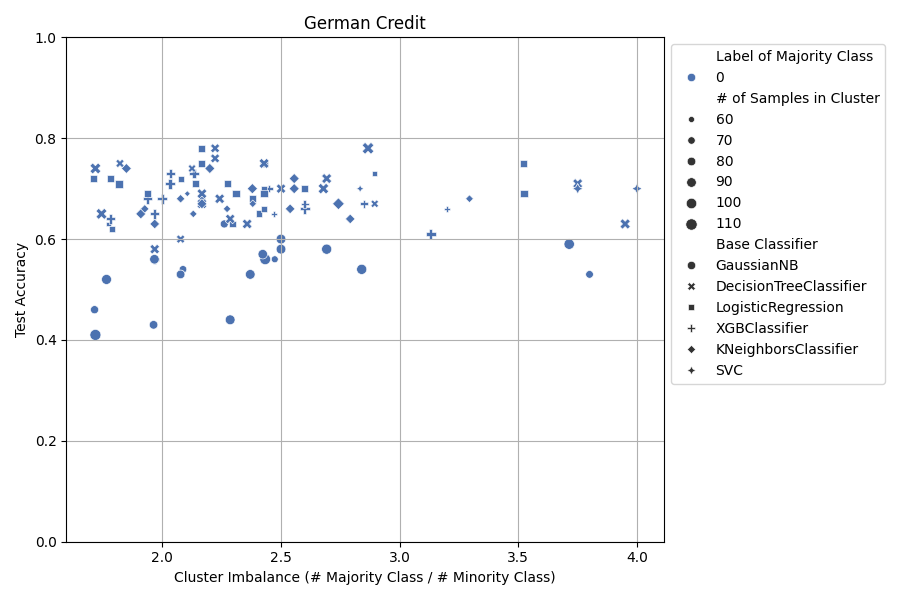 German Credit
1.0
0.8
0.6
0.4
0.2
0.0
Test Accuracy
2.0
2.5
3.0
3.5
4.0
Cluster Imbalance (# Majority Class / # Minority Class)
Label of Majority Class
0
# of Samples in Cluster
60
70
80
90
100
110
Base Classifier
GaussianNB
DecisionTreeClassifier
LogisticRegression
XGBClassifier
KNeighborsClassifier
SVC